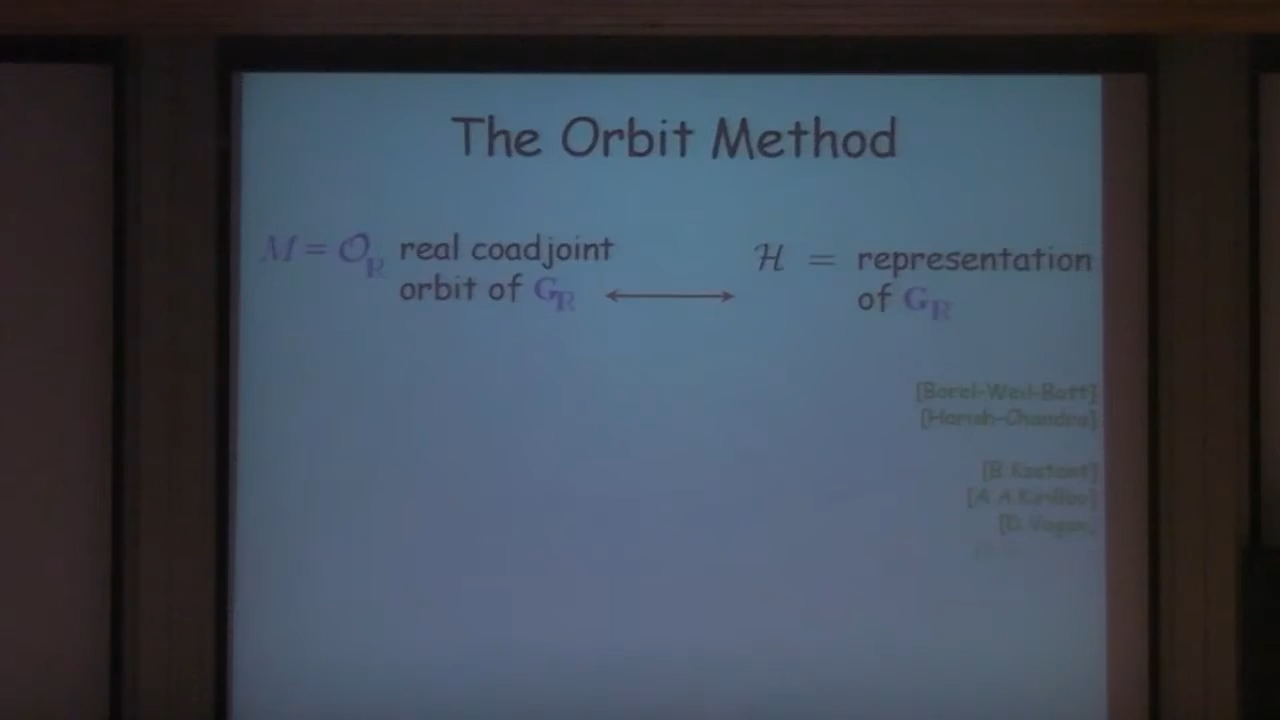 The Orbit Method
M = 𝒪_ℝ real coadjoint
orbit of G_ℝ
ℋ = representation
of G_ℝ
[Borel-Weil-Bott]
[Harish-Chandra]
[B. Kostant]
[A. A. Kirillov]
[D. Vogan]